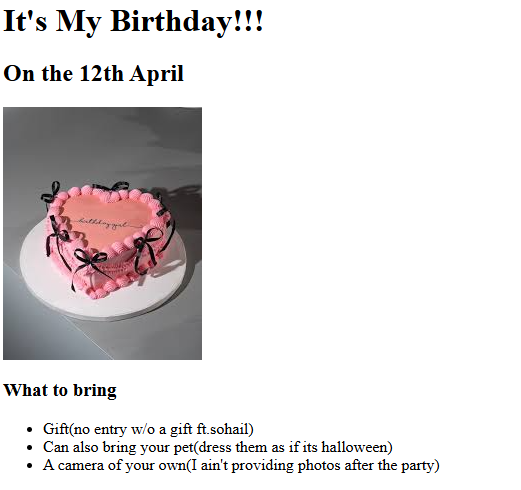 It's My Birthday!!!
On the 12th April
birthday girl
What to bring
Gift(no entry w/o a gift ft.sohail)
Can also bring your pet(dress them as if its halloween)
A camera of your own(I ain't providing photos after the party)